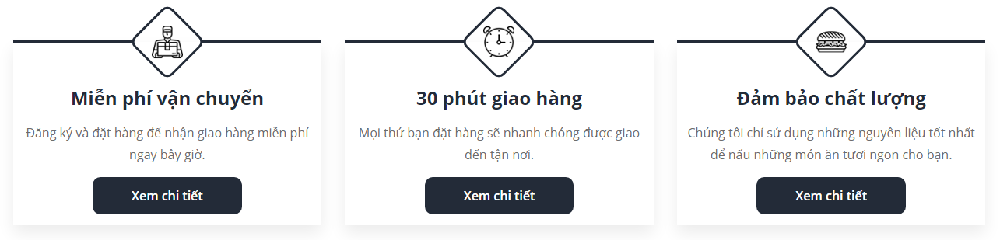 Miễn phí vận chuyển
Đăng ký và đặt hàng để nhận giao hàng miễn phí
ngay bây giờ.
Xem chi tiết
30 phút giao hàng
Mọi thứ bạn đặt hàng sẽ nhanh chóng được giao
đến tận nơi.
Xem chi tiết
Đảm bảo chất lượng
Chúng tôi chỉ sử dụng những nguyên liệu tốt nhất
để nấu những món ăn tươi ngon cho bạn.
Xem chi tiết